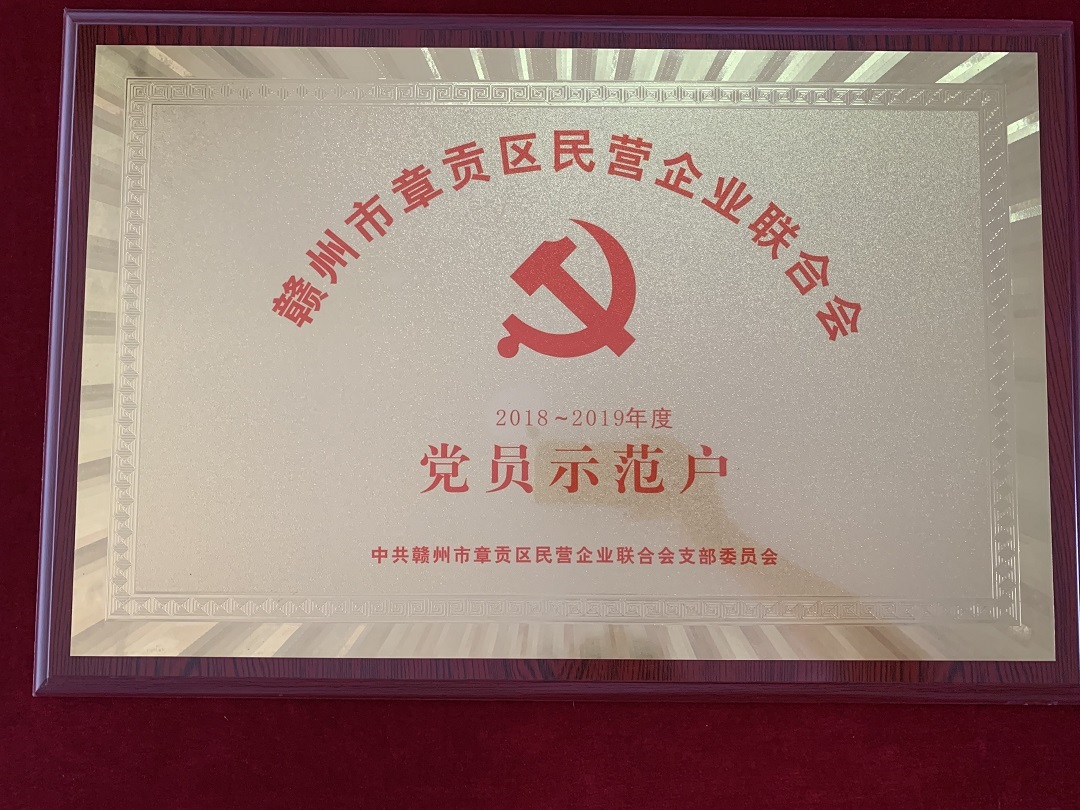 赣州市章贡区民营企业联合会
2018~2019年度
党员示范户
中共赣州市章贡区民营企业联合会支部委员会